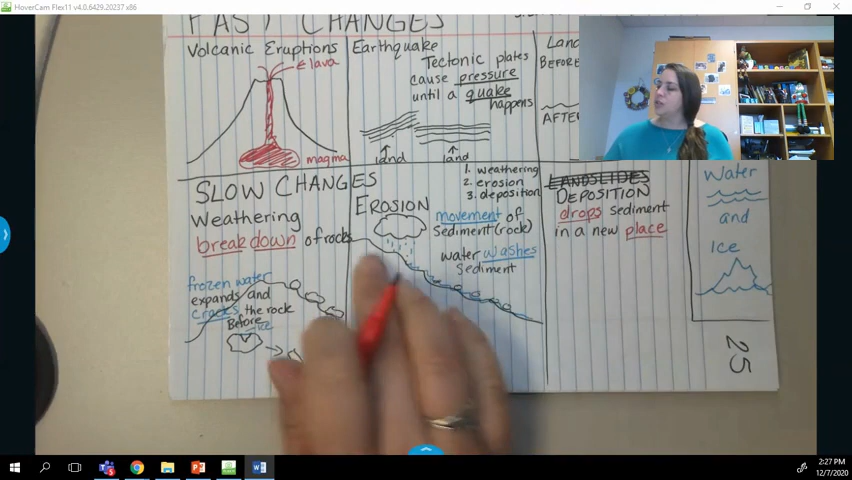 HoverCam Flex11 v4.0.6429.20237 x86
FAST CHANGES
Volcanic Eruptions
lava
magma
Earthquake
Tectonic plates
cause pressure
until a quake
happens
land
land
BEFORE
AFTER
SLOW CHANGES
Weathering
breakdown of rocks
frozen water
expands and
cracks the rock
Before
ice
1. weathering
2. erosion
3. deposition
EROSION
movement of
Sediment (rock)
water washes
Sediment
LANDSLIDES
DEPOSITION
drops sediment
in a new place
Water
and
Ice
25
2:27 PM
12/7/2020